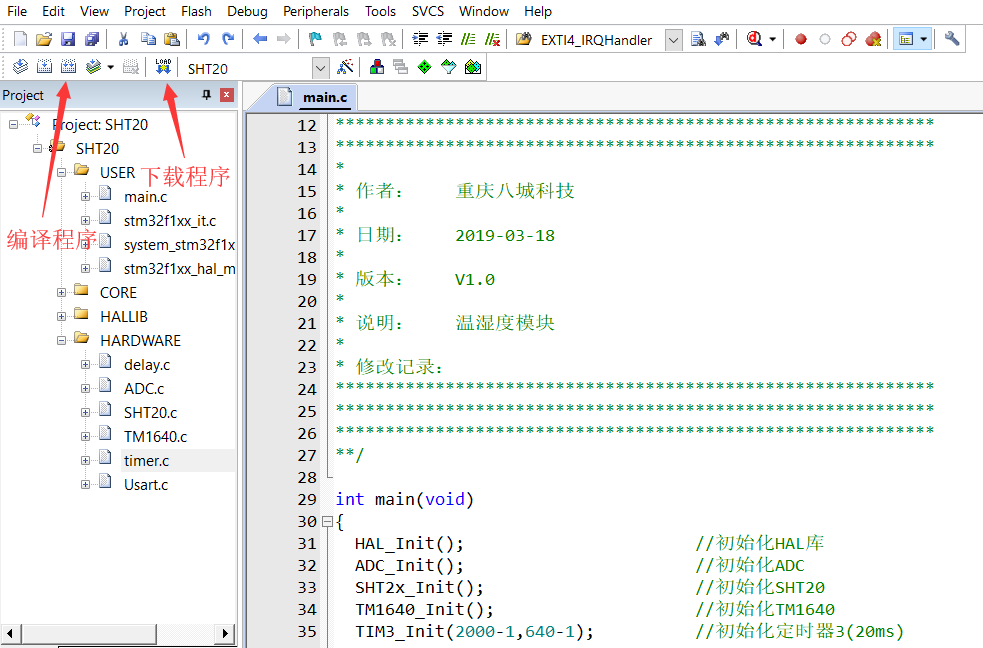 File Edit View Project Flash Debug Peripherals Tools SVCS Window Help
EXTI4_IRQHandler
LOAD
SHT20
Project
main.c
Project: SHT20
SHT20
USER
下载程序
main.c
stm32f1xx_it.c
编译程序
system_stm32f1x
stm32f1xx_hal_m
CORE
HALLIB
HARDWARE
delay.c
ADC.c
SHT20.c
TM1640.c
timer.c
Usart.c
12 ************************************************************
13 ************************************************************
14 *
15 * 作者： 重庆八城科技
16 *
17 * 日期： 2019-03-18
18 *
19 * 版本： V1.0
20 *
21 * 说明： 温湿度模块
22 *
23 * 修改记录：
24 ************************************************************
25 ************************************************************
26 ************************************************************
27 **/
28
29 int main(void)
30 {
31 HAL_Init(); //初始化HAL库
32 ADC_Init(); //初始化ADC
33 SHT2x_Init(); //初始化SHT20
34 TM1640_Init(); //初始化TM1640
35 TIM3_Init(2000-1,640-1); //初始化定时器3(20ms)